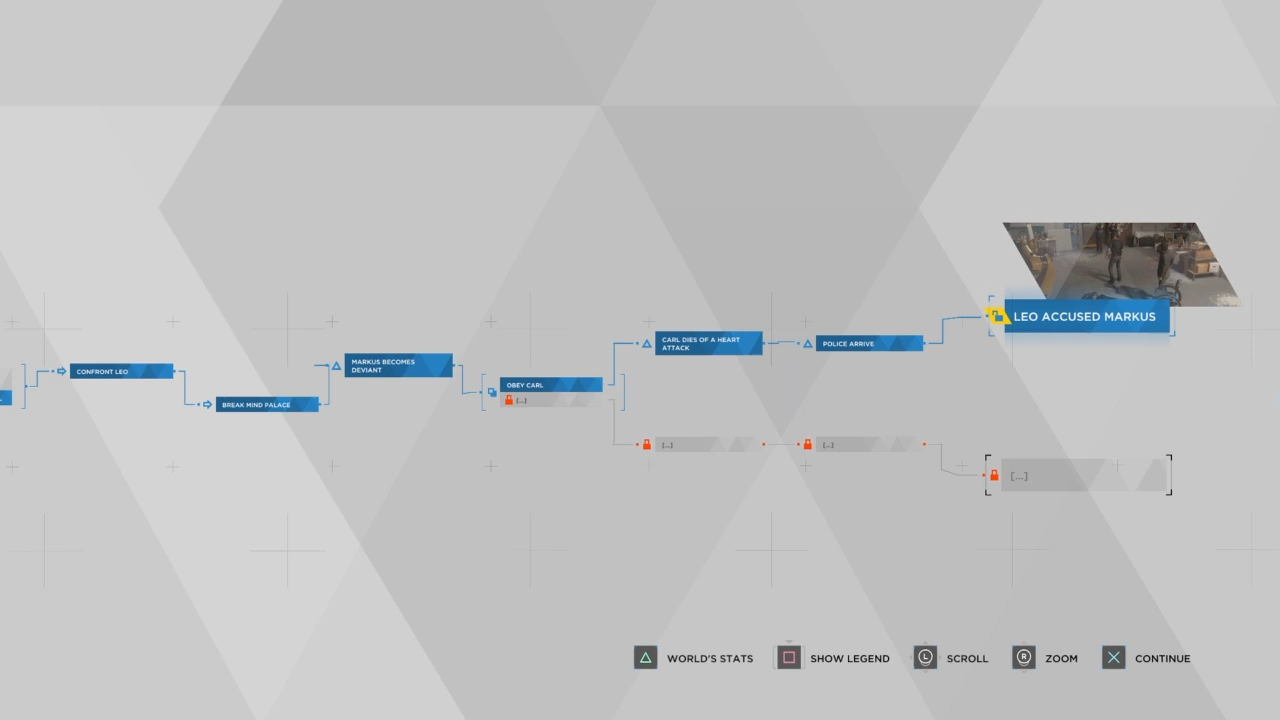 LEO ACCUSED MARKUS
CARL DIES OF A HEART
ATTACK
POLICE ARRIVE
MARKUS BECOMES
DEVIANT
CONFRONT LEO
OBEY CARL
[...]
BREAK MIND PALACE
[...]
[...]
[...]
WORLD'S STATS
SHOW LEGEND
L
SCROLL
R
ZOOM
CONTINUE